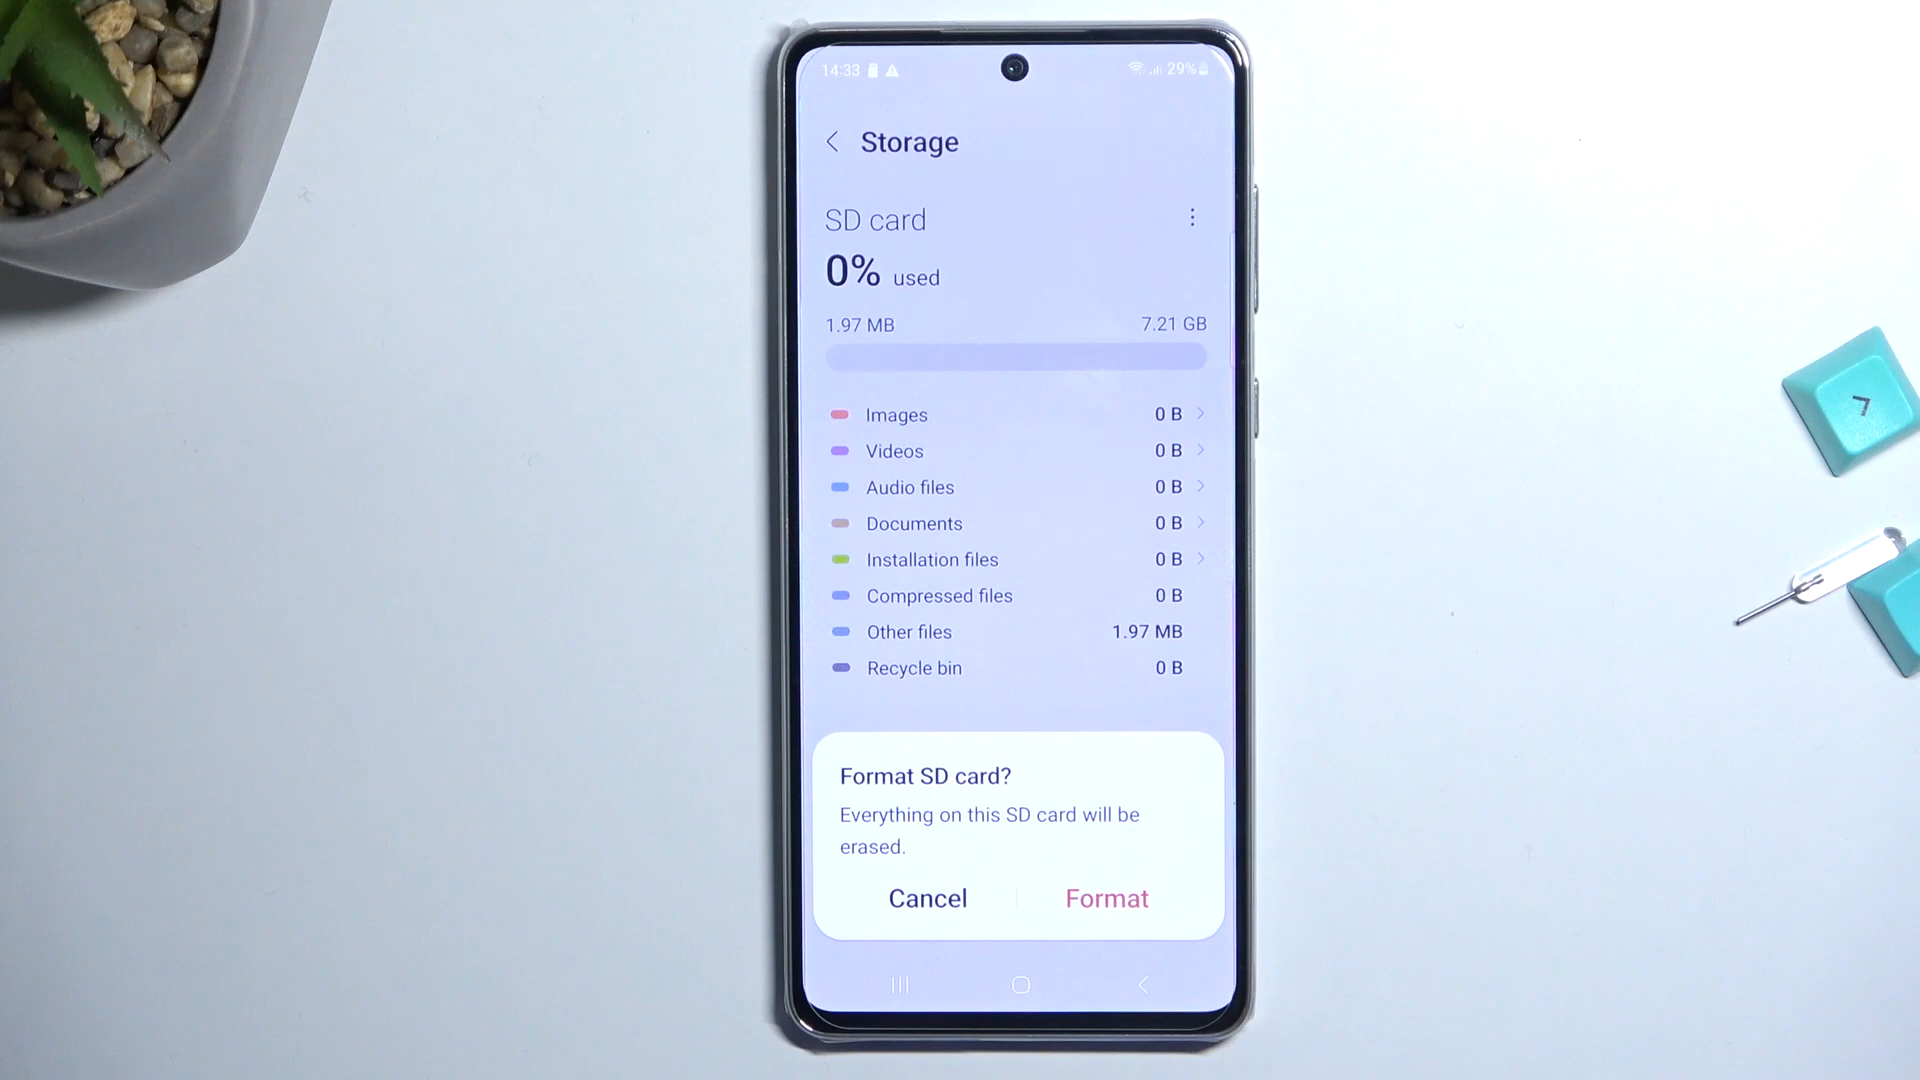 14:33 29%
Storage
SD card
0% used
1.97 MB 7.21 GB
Images 0 B
Videos 0 B
Audio files 0 B
Documents 0 B
Installation files 0 B
Compressed files 0 B
Other files 1.97 MB
Recycle bin 0 B
Format SD card?
Everything on this SD card will be
erased.
Cancel Format